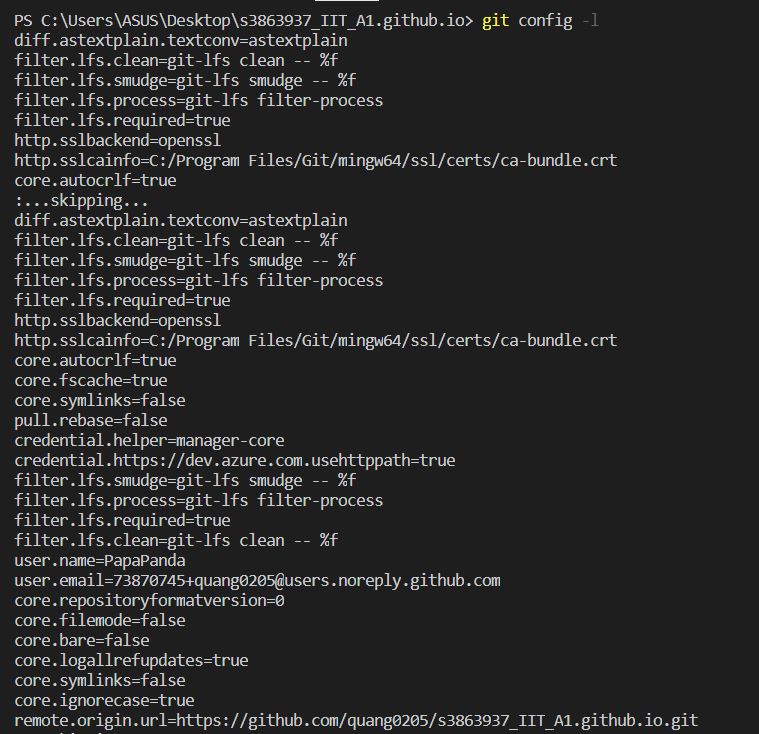 PS C:\Users\ASUS\Desktop\s3863937_IIT_A1.github.io> git config -l
diff.astextplain.textconv=astextplain
filter.lfs.clean=git-lfs clean -- %f
filter.lfs.smudge=git-lfs smudge -- %f
filter.lfs.process=git-lfs filter-process
filter.lfs.required=true
http.sslbackend=openssl
http.sslcainfo=C:/Program Files/Git/mingw64/ssl/certs/ca-bundle.crt
core.autocrlf=true
:...skipping...
diff.astextplain.textconv=astextplain
filter.lfs.clean=git-lfs clean -- %f
filter.lfs.smudge=git-lfs smudge -- %f
filter.lfs.process=git-lfs filter-process
filter.lfs.required=true
http.sslbackend=openssl
http.sslcainfo=C:/Program Files/Git/mingw64/ssl/certs/ca-bundle.crt
core.autocrlf=true
core.fscache=true
core.symlinks=false
pull.rebase=false
credential.helper=manager-core
credential.https://dev.azure.com.usehttppath=true
filter.lfs.smudge=git-lfs smudge -- %f
filter.lfs.process=git-lfs filter-process
filter.lfs.required=true
filter.lfs.clean=git-lfs clean -- %f
user.name=PapaPanda
user.email=73870745+quang0205@users.noreply.github.com
core.repositoryformatversion=0
core.filemode=false
core.bare=false
core.logallrefupdates=true
core.symlinks=false
core.ignorecase=true
remote.origin.url=https://github.com/quang0205/s3863937_IIT_A1.github.io.git